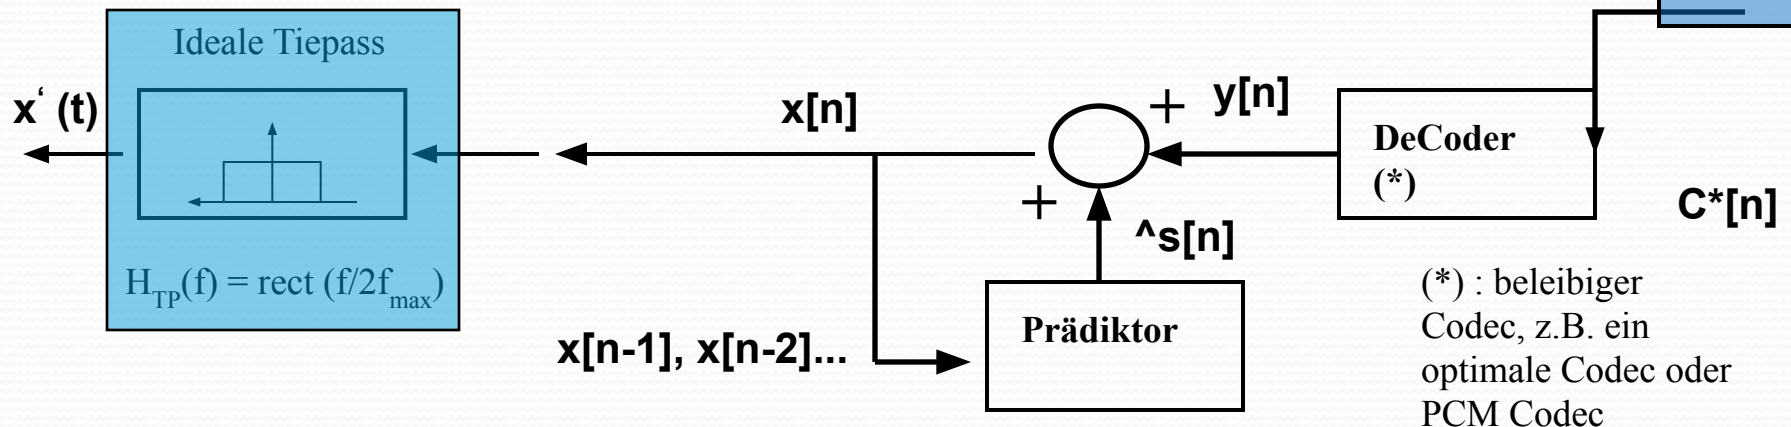 Ideale Tiepass
x‘ (t)
H_TP(f) = rect (f/2f_max)
x[n]
+
y[n]
+
^s[n]
DeCoder
(*)
C*[n]
x[n-1], x[n-2]...
Prädiktor
(*) : beleibiger
Codec, z.B. ein
optimale Codec oder
PCM Codec